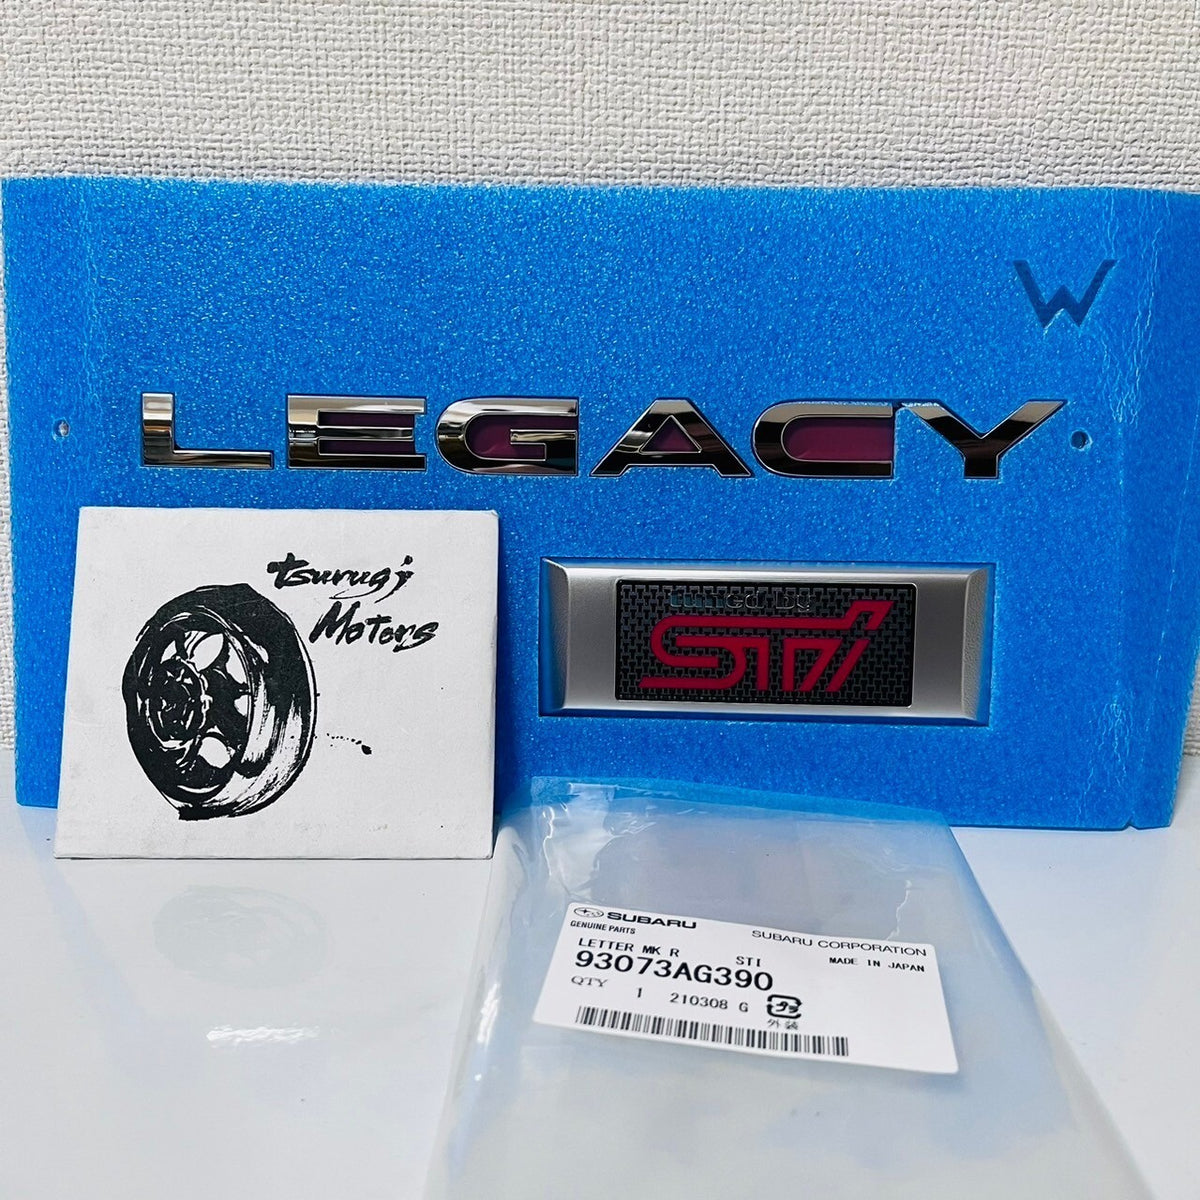 W
LEGACY
tuned by
STi
tsurugi
Motors
SUBARU
GENUINE PARTS
SUBARU CORPORATION
LETTER MK R STI
MADE IN JAPAN
93073AG390
QTY 1 210308 G
外装